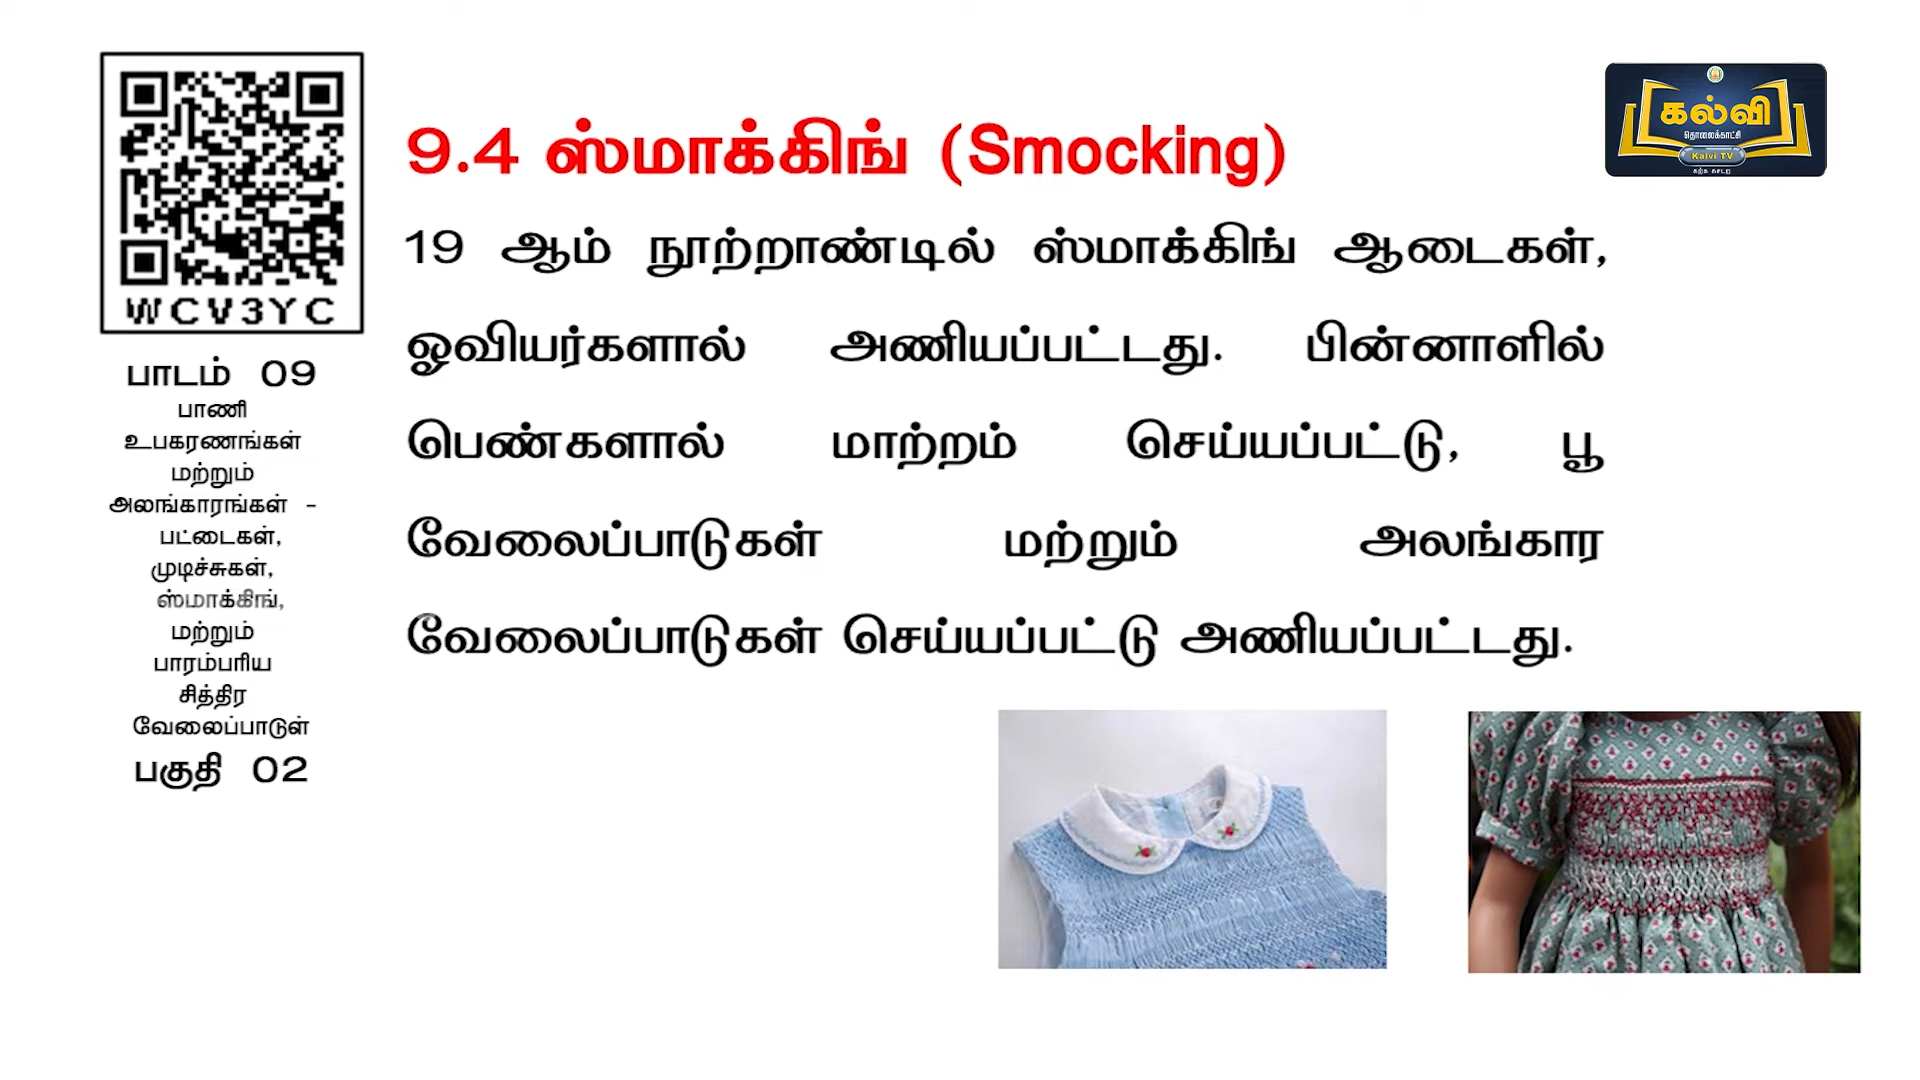 WCV3YC
பாடம் 09
பாணி
உபகரணங்கள்
மற்றும்
அலங்காரங்கள் -
பட்டைகள்,
முடிச்சுகள்,
ஸ்மாக்கிங்,
மற்றும்
பாரம்பரிய
சித்திர
வேலைப்பாடுள்
பகுதி 02
9.4 ஸ்மாக்கிங் (Smocking)
19 ஆம் நூற்றாண்டில் ஸ்மாக்கிங் ஆடைகள்,
ஓவியர்களால் அணியப்பட்டது. பின்னாளில்
பெண்களால் மாற்றம் செய்யப்பட்டு, பூ
வேலைப்பாடுகள் மற்றும் அலங்கார
வேலைப்பாடுகள் செய்யப்பட்டு அணியப்பட்டது.
கல்வி
தொலைக்காட்சி
Kalvi TV
கற்க கசடற